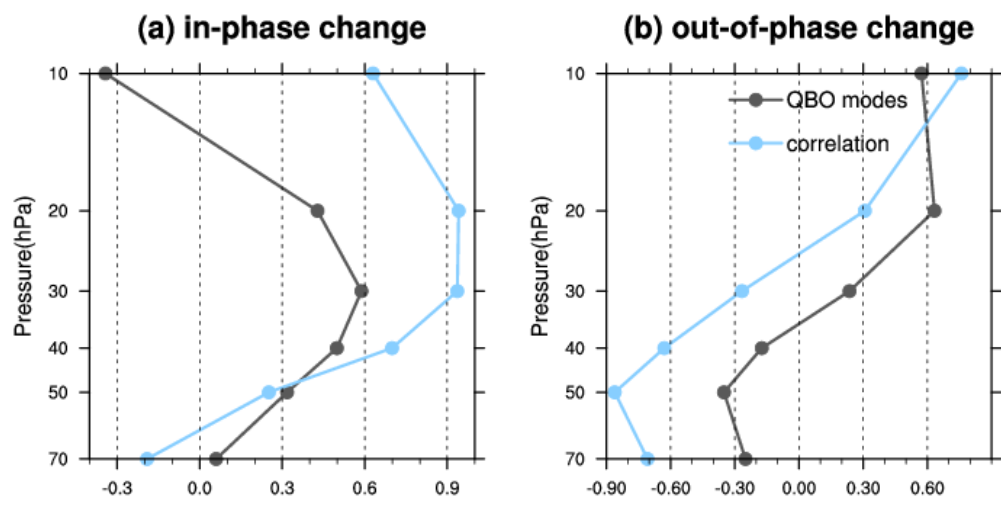 (a) in-phase change
10
20
30
40
50
70
Pressure(hPa)
-0.3 0.0 0.3 0.6 0.9
(b) out-of-phase change
QBO modes
correlation
10
20
30
40
50
70
Pressure(hPa)
-0.90 -0.60 -0.30 0.00 0.30 0.60